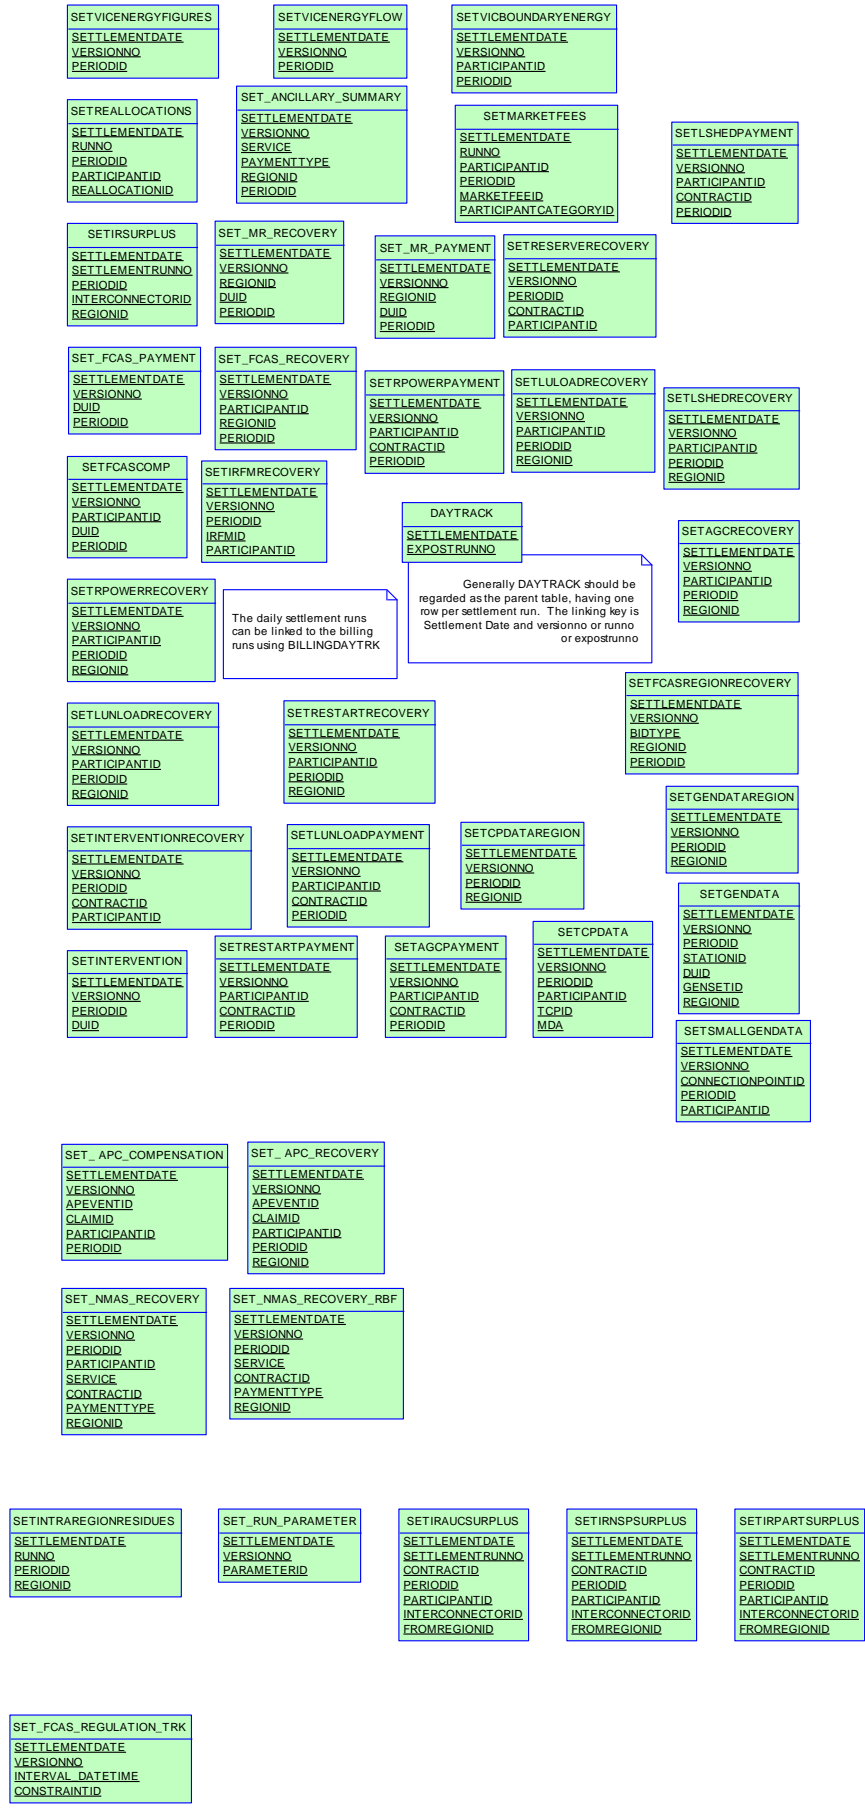 SETVICENERGYFIGURES
SETTLEMENTDATE
VERSIONNO
PERIODID
SETVICENERGYFLOW
SETTLEMENTDATE
VERSIONNO
PERIODID
SETVICBOUNDARYENERGY
SETTLEMENTDATE
VERSIONNO
PARTICIPANTID
PERIODID
SETREALLOCATIONS
SETTLEMENTDATE
RUNNO
PERIODID
PARTICIPANTID
REALLOCATIONID
SET_ANCILLARY_SUMMARY
SETTLEMENTDATE
VERSIONNO
SERVICE
PAYMENTTYPE
REGIONID
PERIODID
SETMARKETFEES
SETTLEMENTDATE
RUNNO
PARTICIPANTID
PERIODID
MARKETFEEID
PARTICIPANTCATEGORYID
SETLSHEDPAYMENT
SETTLEMENTDATE
VERSIONNO
PARTICIPANTID
CONTRACTID
PERIODID
SETIRSURPLUS
SETTLEMENTDATE
SETTLEMENTRUNNO
PERIODID
INTERCONNECTORID
REGIONID
SET_MR_RECOVERY
SETTLEMENTDATE
VERSIONNO
REGIONID
DUID
PERIODID
SET_MR_PAYMENT
SETTLEMENTDATE
VERSIONNO
REGIONID
DUID
PERIODID
SETRESERVERECOVERY
SETTLEMENTDATE
VERSIONNO
PERIODID
CONTRACTID
PARTICIPANTID
SET_FCAS_PAYMENT
SETTLEMENTDATE
VERSIONNO
DUID
PERIODID
SET_FCAS_RECOVERY
SETTLEMENTDATE
VERSIONNO
PARTICIPANTID
REGIONID
PERIODID
SETRPOWERPAYMENT
SETTLEMENTDATE
VERSIONNO
PARTICIPANTID
CONTRACTID
PERIODID
SETLULOADRECOVERY
SETTLEMENTDATE
VERSIONNO
PARTICIPANTID
PERIODID
REGIONID
SETLSHEDRECOVERY
SETTLEMENTDATE
VERSIONNO
PARTICIPANTID
PERIODID
REGIONID
SETFCASCOMP
SETTLEMENTDATE
VERSIONNO
PARTICIPANTID
DUID
PERIODID
SETIRFMRECOVERY
SETTLEMENTDATE
VERSIONNO
PERIODID
IRFMID
PARTICIPANTID
DAYTRACK
SETTLEMENTDATE
EXPOSTRUNNO
Generally DAYTRACK should be
regarded as the parent table, having one
row per settlement run. The linking key is
Settlement Date and versionno or runno
or expostrunno
SETAGCRECOVERY
SETTLEMENTDATE
VERSIONNO
PARTICIPANTID
PERIODID
REGIONID
SETRPOWERRECOVERY
SETTLEMENTDATE
VERSIONNO
PARTICIPANTID
PERIODID
REGIONID
The daily settlement runs
can be linked to the billing
runs using BILLINGDAYTRK
SETFCASREGIONRECOVERY
SETTLEMENTDATE
VERSIONNO
BIDTYPE
REGIONID
PERIODID
SETLUNLOADRECOVERY
SETTLEMENTDATE
VERSIONNO
PARTICIPANTID
PERIODID
REGIONID
SETRESTARTRECOVERY
SETTLEMENTDATE
VERSIONNO
PARTICIPANTID
PERIODID
REGIONID
SETGENDATAREGION
SETTLEMENTDATE
VERSIONNO
PERIODID
REGIONID
SETINTERVENTIONRECOVERY
SETTLEMENTDATE
VERSIONNO
PERIODID
CONTRACTID
PARTICIPANTID
SETLUNLOADPAYMENT
SETTLEMENTDATE
VERSIONNO
PARTICIPANTID
CONTRACTID
PERIODID
SETCPDATAREGION
SETTLEMENTDATE
VERSIONNO
PERIODID
REGIONID
SETGENDATA
SETTLEMENTDATE
VERSIONNO
PERIODID
STATIONID
DUID
GENSETID
REGIONID
SETINTERVENTION
SETTLEMENTDATE
VERSIONNO
PERIODID
DUID
SETRESTARTPAYMENT
SETTLEMENTDATE
VERSIONNO
PARTICIPANTID
CONTRACTID
PERIODID
SETAGCPAYMENT
SETTLEMENTDATE
VERSIONNO
PARTICIPANTID
CONTRACTID
PERIODID
SETCPDATA
SETTLEMENTDATE
VERSIONNO
PERIODID
PARTICIPANTID
TCPID
MDA
SETSMALLGENDATA
SETTLEMENTDATE
VERSIONNO
CONNECTIONPOINTID
PERIODID
PARTICIPANTID
SET_ APC_COMPENSATION
SETTLEMENTDATE
VERSIONNO
APEVENTID
CLAIMID
PARTICIPANTID
PERIODID
SET_ APC_RECOVERY
SETTLEMENTDATE
VERSIONNO
APEVENTID
CLAIMID
PARTICIPANTID
PERIODID
REGIONID
SET_NMAS_RECOVERY
SETTLEMENTDATE
VERSIONNO
PERIODID
PARTICIPANTID
SERVICE
CONTRACTID
PAYMENTTYPE
REGIONID
SET_NMAS_RECOVERY_RBF
SETTLEMENTDATE
VERSIONNO
PERIODID
SERVICE
CONTRACTID
PAYMENTTYPE
REGIONID
SETINTRAREGIONRESIDUES
SETTLEMENTDATE
RUNNO
PERIODID
REGIONID
SET_RUN_PARAMETER
SETTLEMENTDATE
VERSIONNO
PARAMETERID
SETIRAUCSURPLUS
SETTLEMENTDATE
SETTLEMENTRUNNO
CONTRACTID
PERIODID
PARTICIPANTID
INTERCONNECTORID
FROMREGIONID
SETIRNSPSURPLUS
SETTLEMENTDATE
SETTLEMENTRUNNO
CONTRACTID
PERIODID
PARTICIPANTID
INTERCONNECTORID
FROMREGIONID
SETIRPARTSURPLUS
SETTLEMENTDATE
SETTLEMENTRUNNO
CONTRACTID
PERIODID
PARTICIPANTID
INTERCONNECTORID
FROMREGIONID
SET_FCAS_REGULATION_TRK
SETTLEMENTDATE
VERSIONNO
INTERVAL_DATETIME
CONSTRAINTID